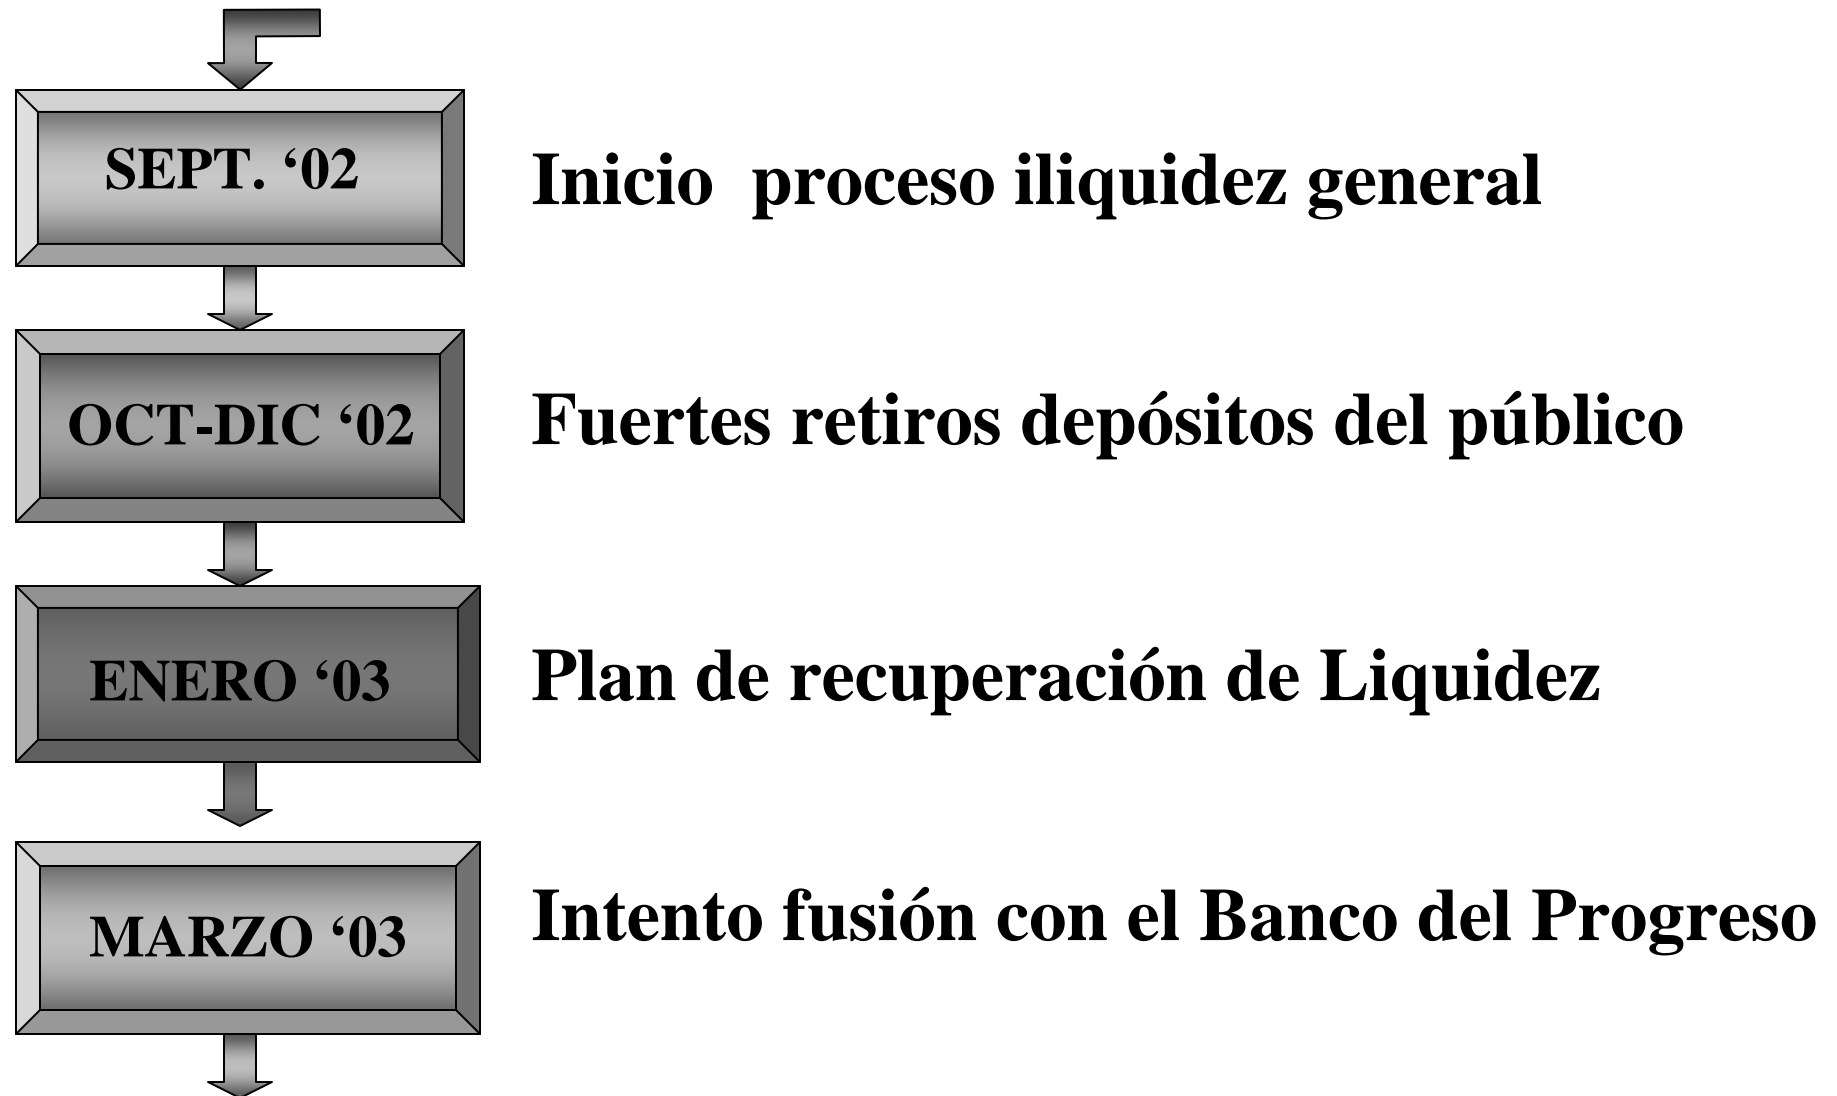 SEPT. ‘02
Inicio proceso iliquidez general
OCT-DIC ‘02
Fuertes retiros depósitos del público
ENERO ‘03
Plan de recuperación de Liquidez
MARZO ‘03
Intento fusión con el Banco del Progreso